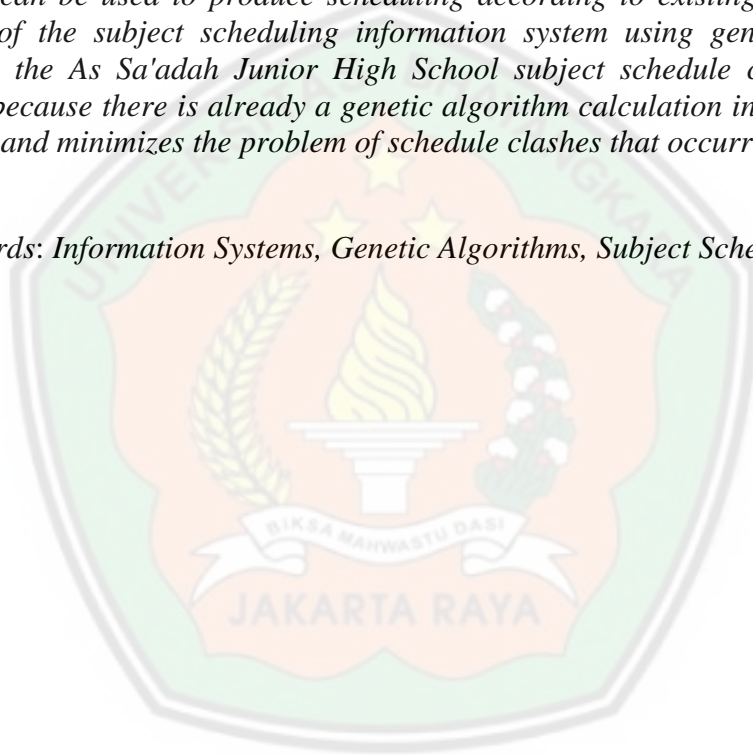 can be used to produce scheduling according to existing
of the subject scheduling information system using gen
the As Sa'adah Junior High School subject schedule c
because there is already a genetic algorithm calculation in
and minimizes the problem of schedule clashes that occurr
rds: Information Systems, Genetic Algorithms, Subject Sche
UNIVERSITAS BHAYANGKARA
BIKSA MAHWASTU DASI
JAKARTA RAYA